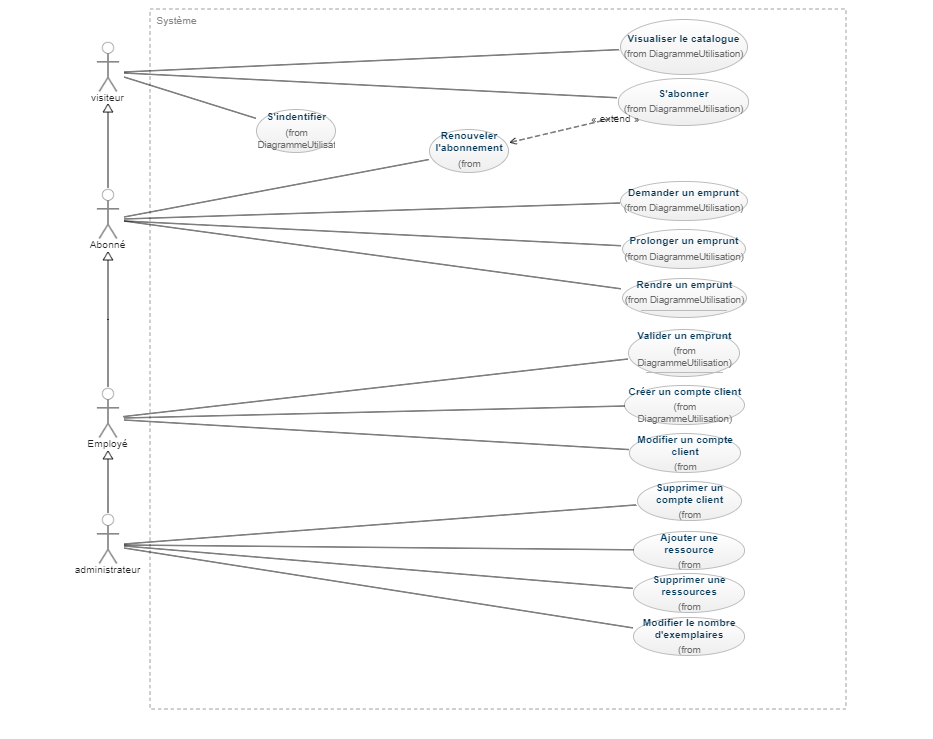 Système
Visualiser le catalogue
(from DiagrammeUtilisation)
visiteur
S'abonner
(from DiagrammeUtilisation)
S'indentifier
(from
DiagrammeUtilisat
« extend »
Renouveler
l'abonnement
(from
Abonné
Demander un emprunt
(from DiagrammeUtilisation)
Prolonger un emprunt
(from DiagrammeUtilisation)
Rendre un emprunt
(from DiagrammeUtilisation)
Valider un emprunt
(from
DiagrammeUtilisation)
Créer un compte client
(from
DiagrammeUtilisation)
Employé
Modifier un compte
client
(from
Supprimer un
compte client
(from
administrateur
Ajouter une
ressource
(from
Supprimer une
ressources
(from
Modifier le nombre
d'exemplaires
(from